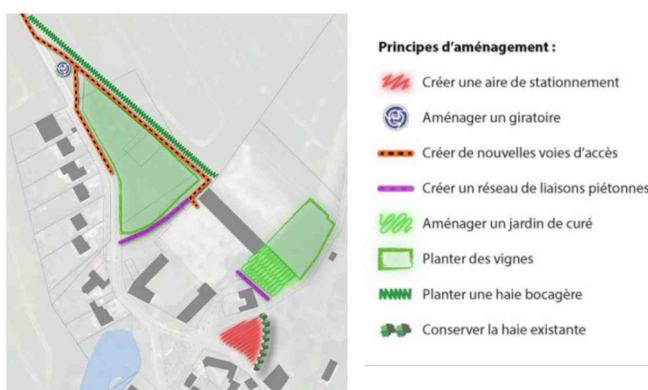 Principes d'aménagement :
Créer une aire de stationnement
Aménager un giratoire
Créer de nouvelles voies d'accès
Créer un réseau de liaisons piétonnes
Aménager un jardin de curé
Planter des vignes
Planter une haie bocagère
Conserver la haie existante